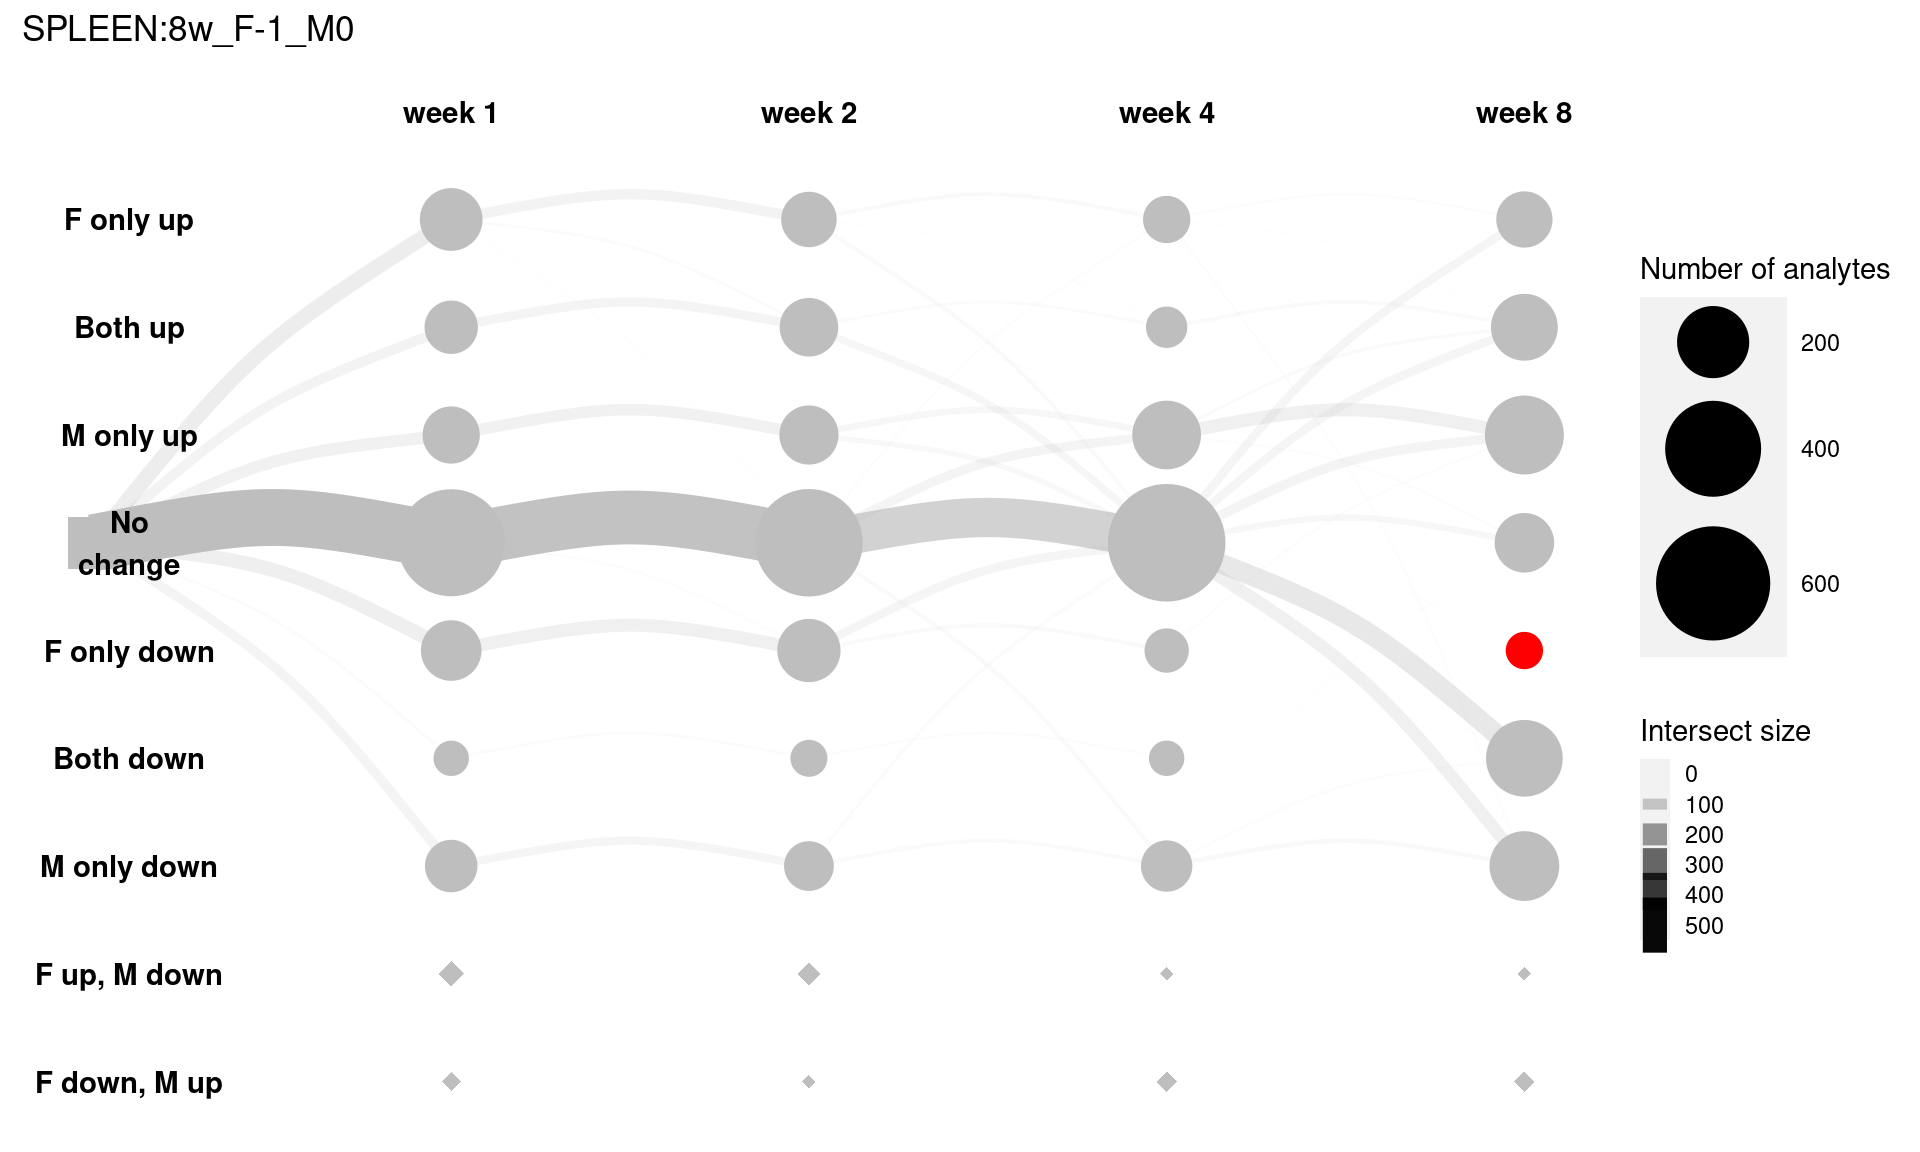 SPLEEN:8w_F-1_M0
week 1 week 2 week 4 week 8
F only up
Both up
M only up
No
change
F only down
Both down
M only down
F up, M down
F down, M up
Number of analytes
200
400
600
Intersect size
0
100
200
300
400
500